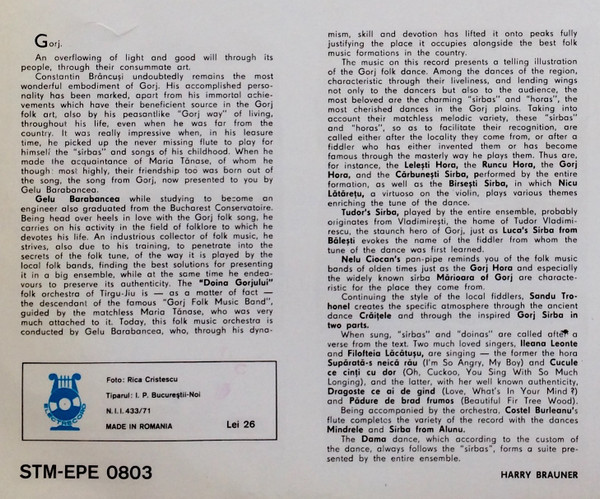 Gorj.
An overflowing of light and good will through its
people, through their consummate art.
Constantin Brâncuşi undoubtedly remains the most
wonderful embodiment of Gorj. His accomplished perso-
nality has been marked, apart from his immortal achie-
vements which have their beneficient source in the Gorj
folk art, also by his peasantlike "Gorj way" of living,
throughout his life, even when he was far from the
country. It was really impressive when, in his leasure
time, he picked up the never missing flute to play for
himself the "sirbas" and songs of his childhood. When he
made the acquaintance of Maria Tănase, of whom he
though: most highly, their friendship too was born out of
the song, the song from Gorj, now presented to you by
Gelu Barabancea.
Gelu Barabancea while studying to become an
engineer also graduated from the Bucharest Conservatoire.
Being head over heels in love with the Gorj folk song, he
carries on his activity in the field of folklore to which he
devotes his life. An industrious collector of folk music, he
strives, also due to his training, to penetrate into the
secrets of the folk tune, of the way it is played by the
local folk bands, finding the best solutions for presenting
it in a big ensemble, while at the same time he endea-
vours to preserve its authenticity. The "Doina Gorjului"
folk orchestra of Tirgu-Jiu is — as a matter of fact —
the descendant of the famous "Gorj Folk Music Band",
guided by the matchless Maria Tănase, who was very
much attached to it. Today, this folk music orchestra is
conducted by Gelu Barabancea, who, through his dyna-
mism, skill and devotion has lifted it onto peaks fully
justifying the place it occupies alongside the best folk
music formations in the country.
The music on this record presents a telling illustration
of the Gorj folk dance. Among the dances of the region,
characteristic through their liveliness, and lending wings
not only to the dancers but also to the audience, the
most beloved are the charming "sirbas" and "horas", the
most cherished dances in the Gorj plains. Taking into
account their matchless melodic variety, these "sirbas"
and "horas", so as to facilitate their recognition, are
called either after the locality they come from, or after a
fiddler who has either invented them or has become
famous through the masterly way he plays them. Thus are,
for instance, the Leleşti Hora, the Runcu Hora, the Gorj
Hora, and the Cărbuneşti Sirba, performed by the entire
formation, as well as the Birseşti Sirba, in which Nicu
Lătăreţu, a virtuoso on the violin, plays various themes
enriching the tune of the dance.
Tudor's Sirba, played by the entire ensemble, probably
originates from Vladimireşti, the home of Tudor Vladimi-
rescu, the staunch hero of Gorj, just as Luca's Sirba from
Băleşti evokes the name of the fiddler from whom the
tune of the dance was first learned.
Nelu Ciocan's pan-pipe reminds you of the folk music
bands of olden times just as the Gorj Hora and especially
the widely known sirba Mărioara of Gorj are characte-
ristic for the place they come from.
Continuing the style of the local fiddlers, Sandu Tro-
honel creates the specific atmosphere through the ancient
dance Crăiţele and through the inspired Gorj Sirba in
two parts.
When sung, "sirbas" and "doinas" are called after a
verse from the text. Two much loved singers, Ileana Leonte
and Filofteia Lăcătuşu, are singing — the former the hora
Supărată-s neică rău (I'm So Angry, My Boy) and Cucule
ce cinţi cu dor (Oh, Cuckoo, You Sing With So Much
Longing), and the latter, with her well known authenticity,
Dragoste ce ai de gind (Love, What's In Your Mind?)
and Pădure de brad frumos (Beautiful Fir Tree Wood).
Being accompanied by the orchestra, Costel Burleanu's
flute completes the variety of the record with the dances
Mindrele and Sirba from Alunu.
The Dama dance, which according to the custom of
the dance, always follows the "sirbas", forms a suite pre-
sented by the entire ensemble.
HARRY BRAUNER
ELECTRECORD
Foto: Rica Cristescu
Tiparul: I. P. Bucureştii-Noi
N.I.I. 433/71
MADE IN ROMANIA
Lei 26
STM-EPE 0803